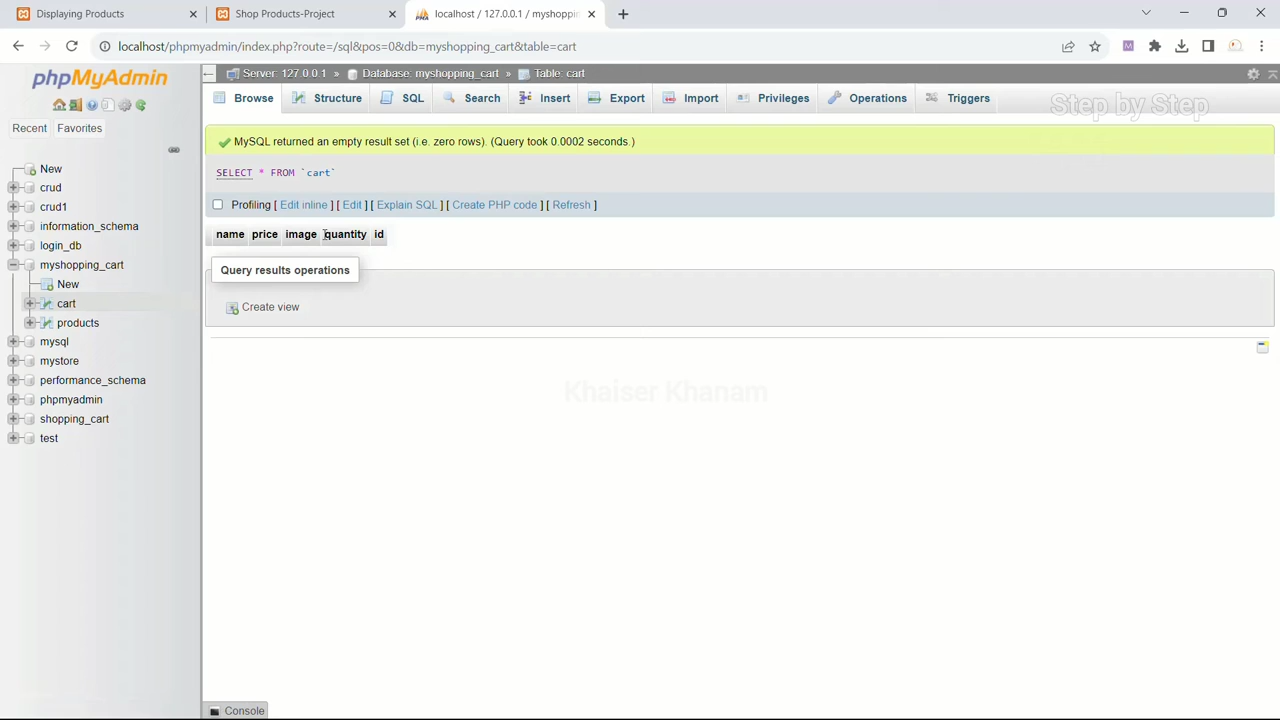 Displaying Products
Shop Products-Project
localhost / 127.0.0.1 / myshoppin
localhost/phpmyadmin/index.php?route=/sql&pos=0&db=myshopping_cart&table=cart
phpMyAdmin
Recent
Favorites
New
crud
crud1
information_schema
login_db
myshopping_cart
New
cart
products
mysql
mystore
performance_schema
phpmyadmin
shopping_cart
test
Server: 127.0.0.1 » Database: myshopping_cart » Table: cart
Browse Structure SQL Search Insert Export Import Privileges Operations Triggers
Step by Step
MySQL returned an empty result set (i.e. zero rows). (Query took 0.0002 seconds.)
SELECT * FROM `cart`
Profiling [ Edit inline ] [ Edit ] [ Explain SQL ] [ Create PHP code ] [ Refresh ]
name price image quantity id
Query results operations
Create view
Khaiser Khanam
Console